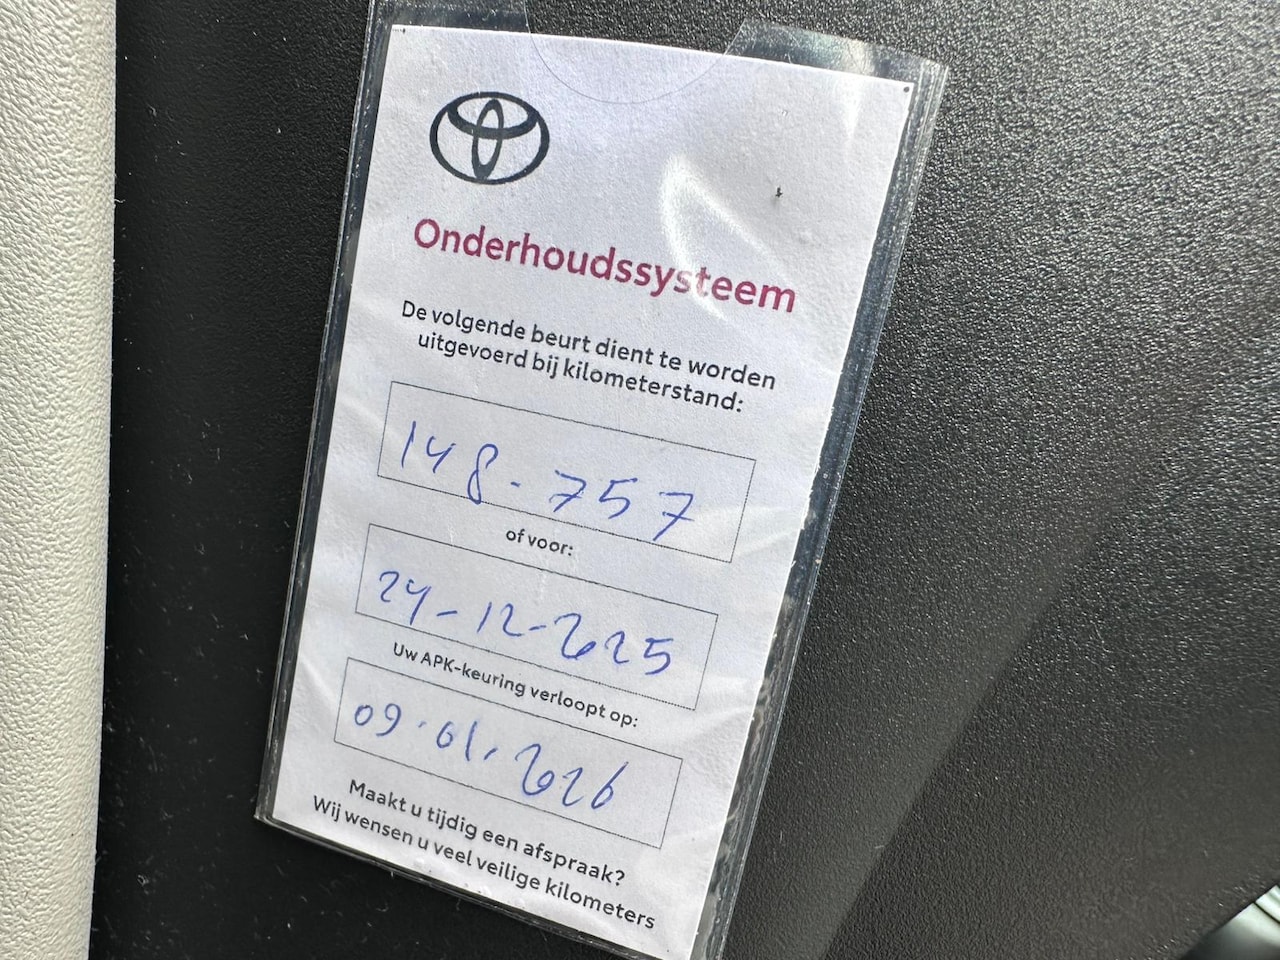 Onderhoudssysteem
De volgende beurt dient te worden
uitgevoerd bij kilometerstand:
148.757
of voor:
24-12-2025
Uw APK-keuring verloopt op:
09.01.2026
Maakt u tijdig een afspraak?
Wij wensen u veel veilige kilometers